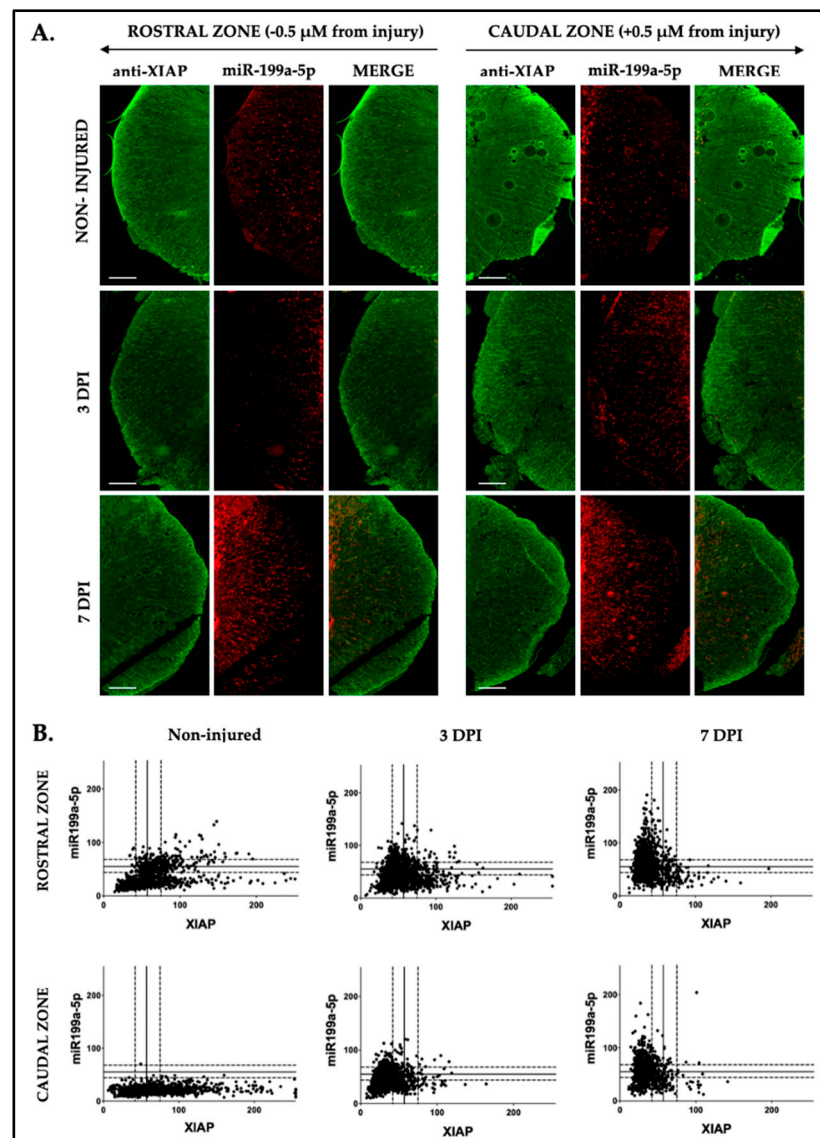 A.
ROSTRAL ZONE (-0.5 μM from injury) CAUDAL ZONE (+0.5 μM from injury)
anti-XIAP miR-199a-5p MERGE anti-XIAP miR-199a-5p MERGE
NON- INJURED
3 DPI
7 DPI
B.
Non-injured 3 DPI 7 DPI
ROSTRAL ZONE
miR199a-5p
200
100
0
0 100 200
XIAP
miR199a-5p
200
100
0
0 100 200
XIAP
miR199a-5p
200
100
0
0 100 200
XIAP
CAUDAL ZONE
miR199a-5p
200
100
0
0 100 200
XIAP
miR199a-5p
200
100
0
0 100 200
XIAP
miR199a-5p
200
100
0
0 100 200
XIAP